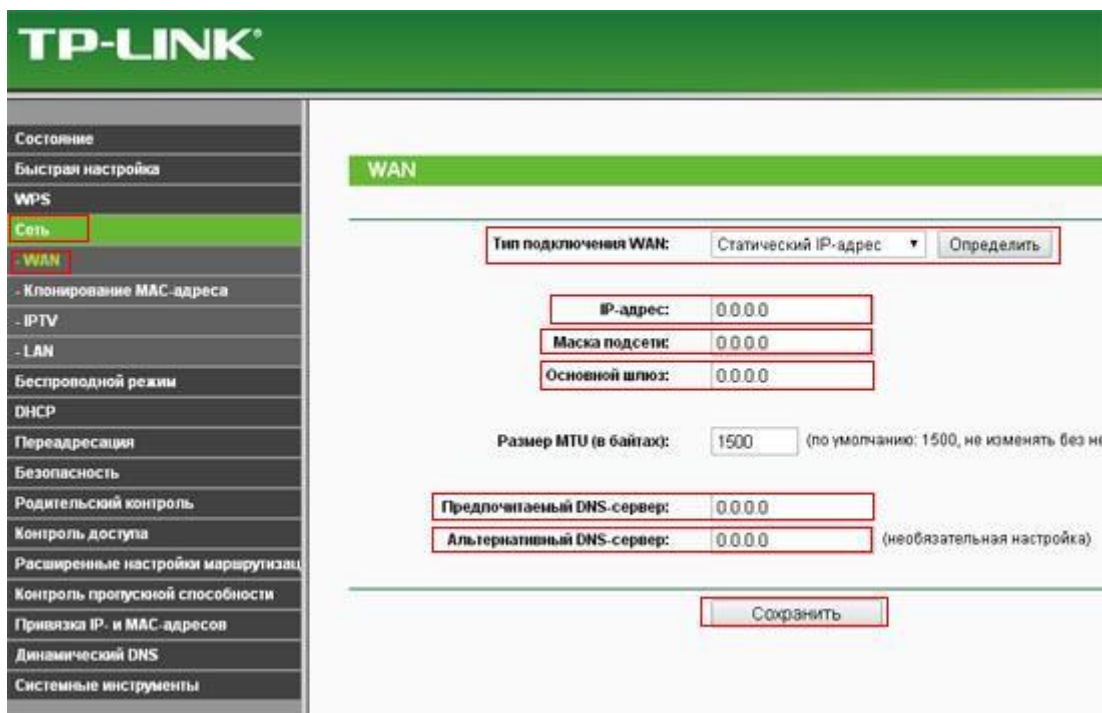 TP-LINK®
Состояние
Быстрая настройка
WPS
Сеть
- WAN
- Клонирование MAC-адреса
- IPTV
- LAN
Беспроводной режим
DHCP
Переадресация
Безопасность
Родительский контроль
Контроль доступа
Расширенные настройки маршрутизац
Контроль пропускной способности
Привязка IP- и MAC-адресов
Динамический DNS
Системные инструменты
WAN
Тип подключения WAN: Статический IP-адрес Определить
IP-адрес: 0.0.0.0
Маска подсети: 0.0.0.0
Основной шлюз: 0.0.0.0
Размер MTU (в байтах): 1500 (по умолчанию: 1500, не изменять без не
Предпочитаемый DNS-сервер: 0.0.0.0
Альтернативный DNS-сервер: 0.0.0.0 (необязательная настройка)
Сохранить